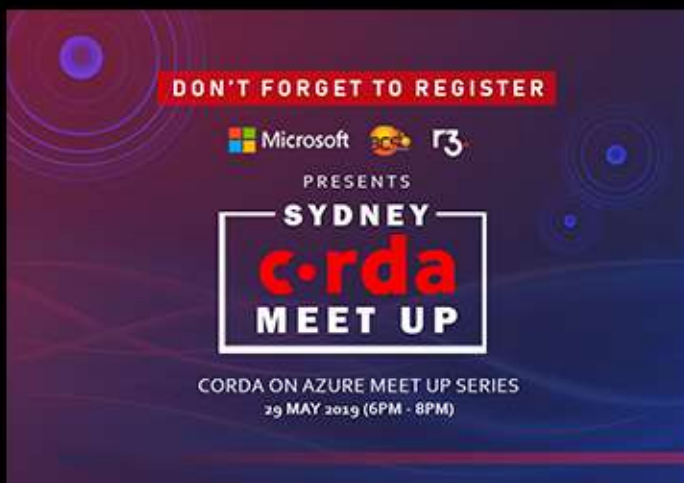 DON'T FORGET TO REGISTER
Microsoft 3CS r3.
PRESENTS
SYDNEY
c·rda
MEET UP
CORDA ON AZURE MEET UP SERIES
29 MAY 2019 (6PM - 8PM)